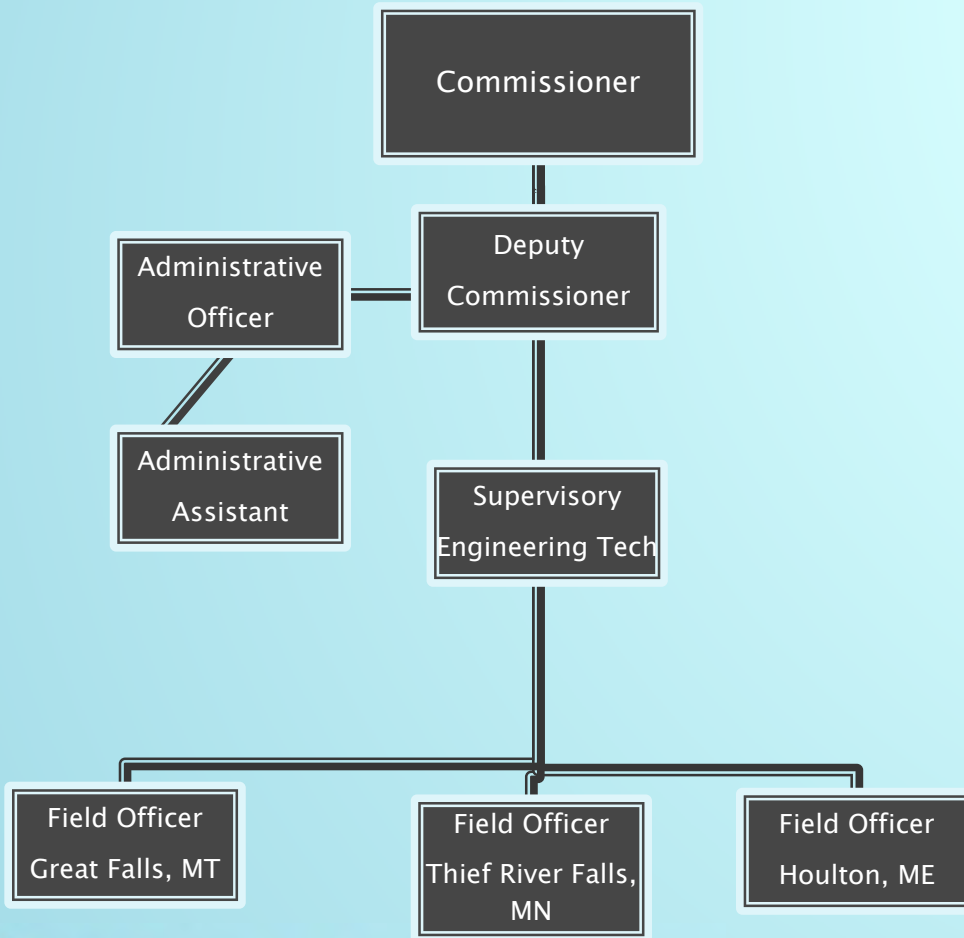 Commissioner
Deputy
Commissioner
Administrative
Officer
Administrative
Assistant
Supervisory
Engineering Tech
Field Officer
Great Falls, MT
Field Officer
Thief River Falls,
MN
Field Officer
Houlton, ME